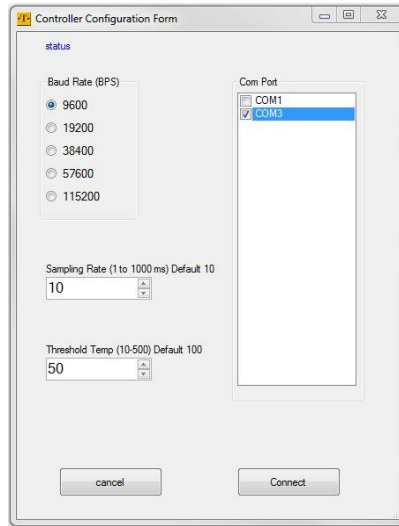 Controller Configuration Form
status
Baud Rate (BPS)
9600
19200
38400
57600
115200
Com Port
COM1
COM3
Sampling Rate (1 to 1000 ms) Default 10
10
Threshold Temp (10-500) Default 100
50
cancel
Connect